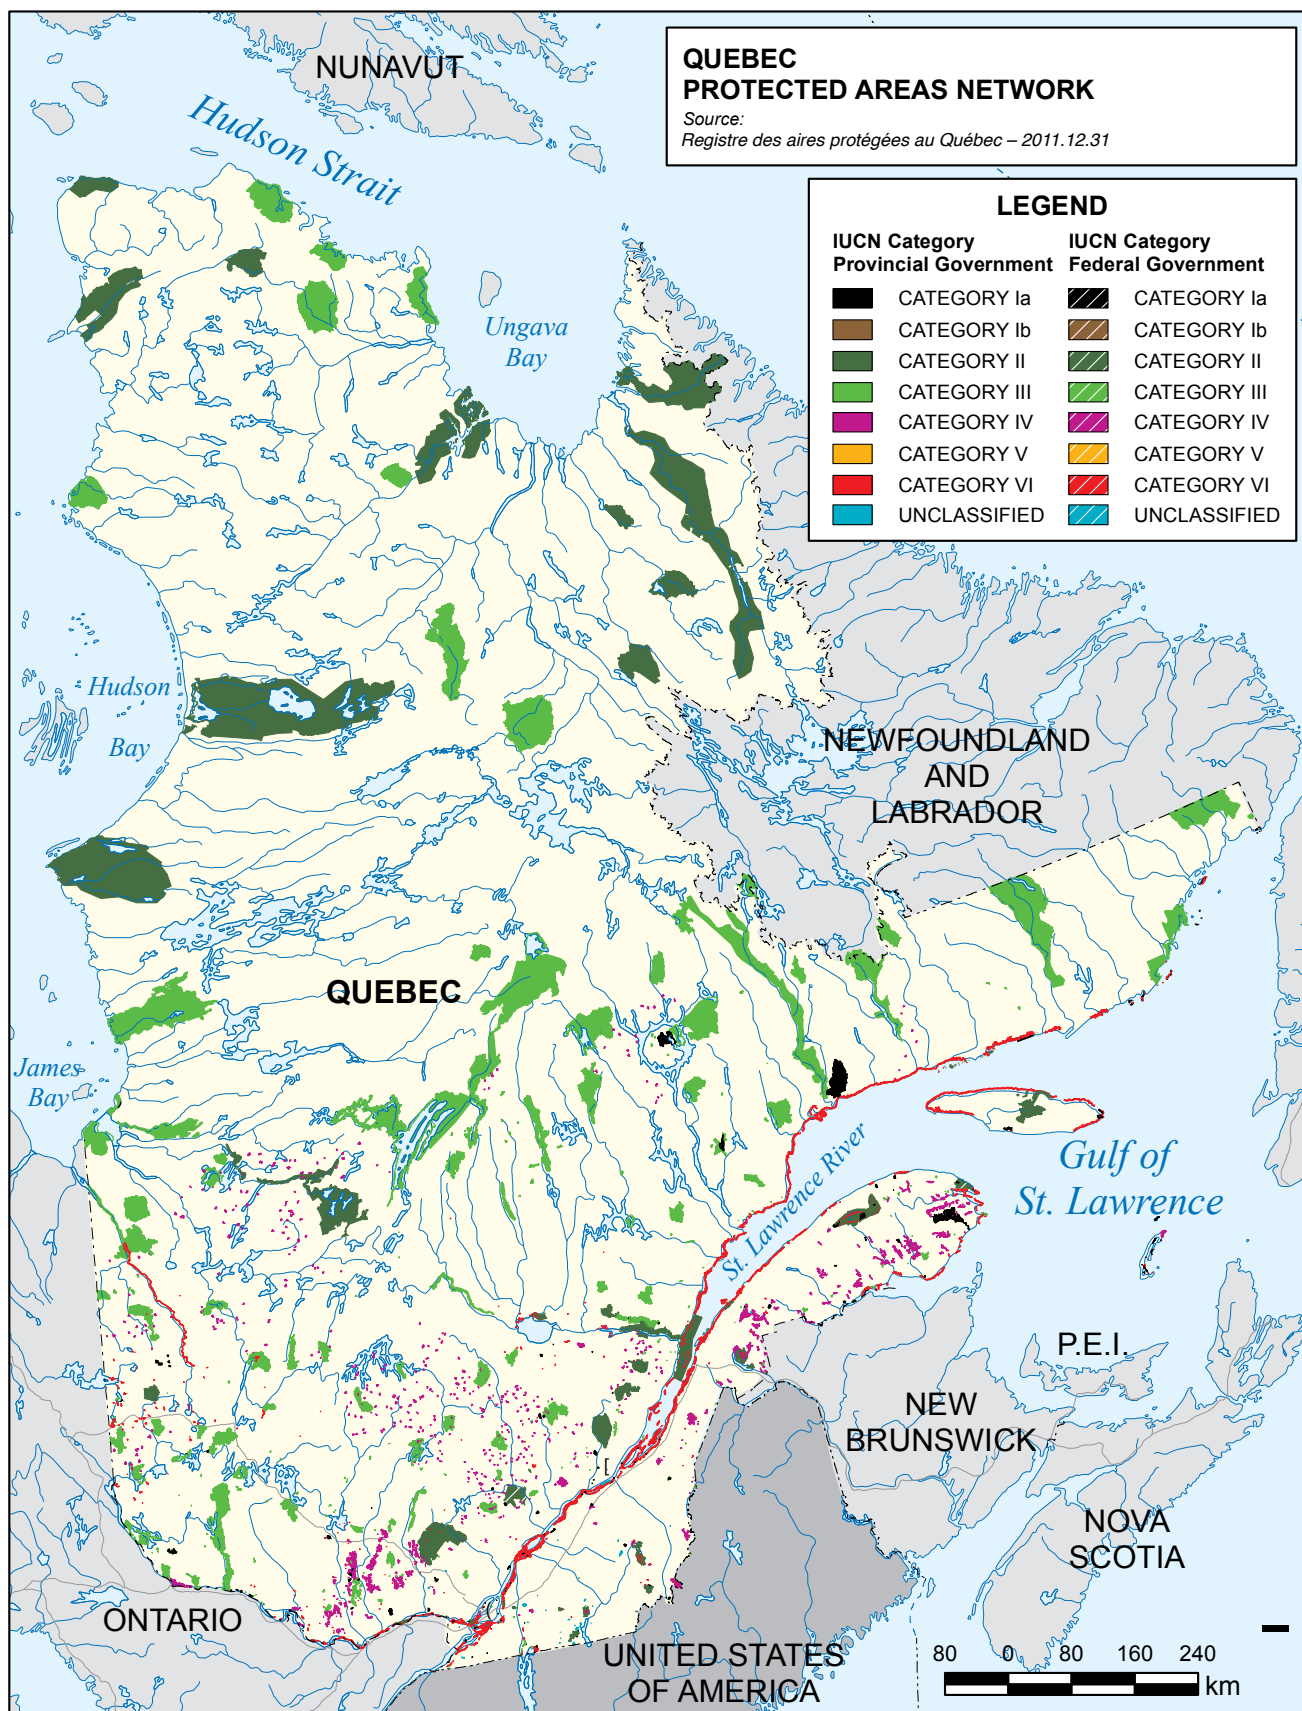 QUEBEC
PROTECTED AREAS NETWORK
Source:
Registre des aires protégées au Québec – 2011.12.31
LEGEND
IUCN Category
Provincial Government
IUCN Category
Federal Government
CATEGORY Ia
CATEGORY Ia
CATEGORY Ib
CATEGORY Ib
CATEGORY II
CATEGORY II
CATEGORY III
CATEGORY III
CATEGORY IV
CATEGORY IV
CATEGORY V
CATEGORY V
CATEGORY VI
CATEGORY VI
UNCLASSIFIED
UNCLASSIFIED
NUNAVUT
Hudson Strait
Ungava
Bay
Hudson
Bay
NEWFOUNDLAND
AND
LABRADOR
QUEBEC
James
Bay
St. Lawrence River
Gulf of
St. Lawrence
P.E.I.
NEW
BRUNSWICK
NOVA
SCOTIA
ONTARIO
UNITED STATES
OF AMERICA
80 0 80 160 240
km